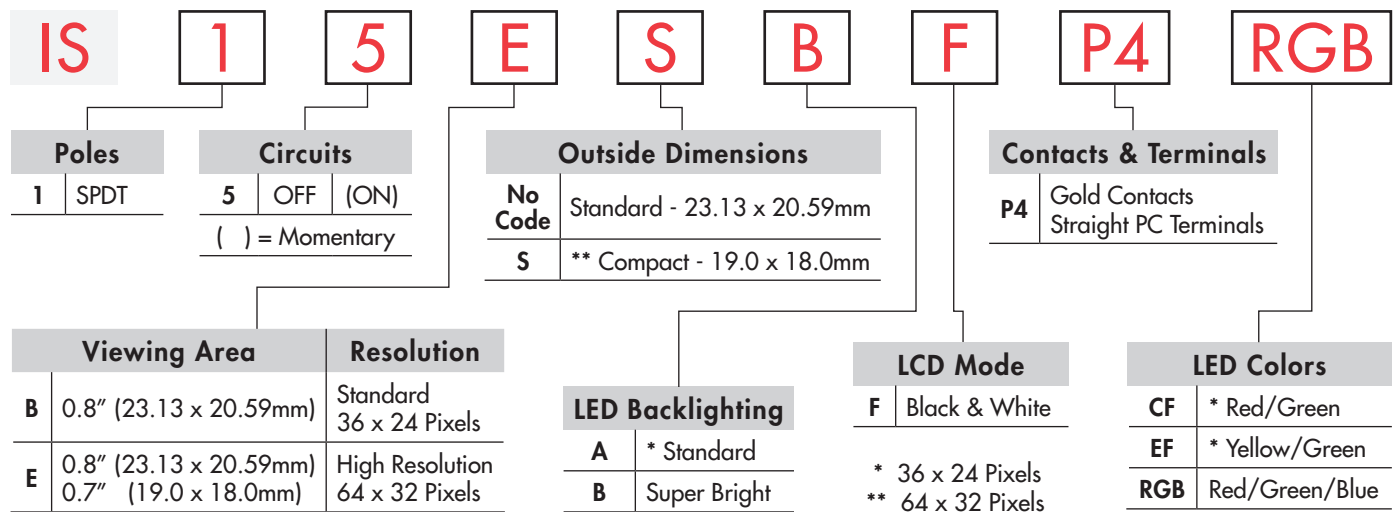 IS 1 5 E S B F P4 RGB
Poles
1 SPDT
Circuits
5 OFF (ON)
( ) = Momentary
Outside Dimensions
No
Code Standard - 23.13 x 20.59mm
S ** Compact - 19.0 x 18.0mm
Contacts & Terminals
P4 Gold Contacts
Straight PC Terminals
Viewing Area Resolution
B 0.8” (23.13 x 20.59mm) Standard
36 x 24 Pixels
E 0.8” (23.13 x 20.59mm) High Resolution
0.7” (19.0 x 18.0mm) 64 x 32 Pixels
LED Backlighting
A * Standard
B Super Bright
LCD Mode
F Black & White
* 36 x 24 Pixels
** 64 x 32 Pixels
LED Colors
CF * Red/Green
EF * Yellow/Green
RGB Red/Green/Blue